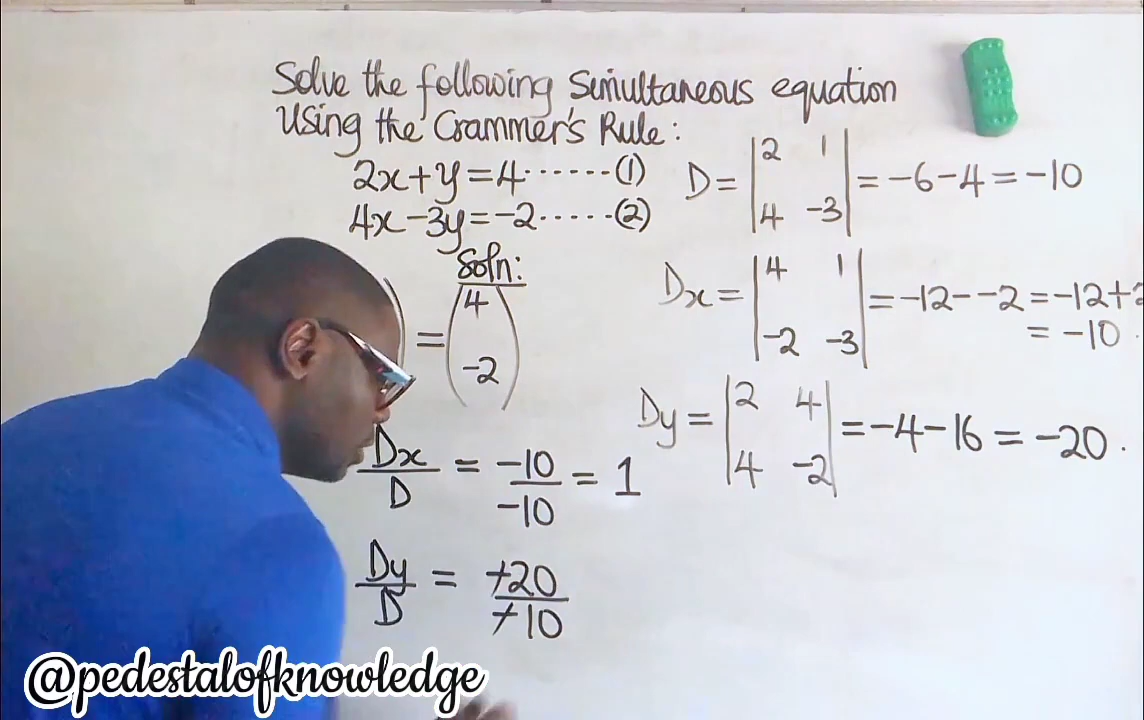 Solve the following Simultaneous equation
Using the Crammer's Rule:
2x+y=4······(1)
4x-3y=-2·····(2)
Soln:
) = (4
-2)
Dx/D = -10/-10 = 1
Dy/D = -20/-10
D = |2 1
4 -3| = -6-4 = -10
Dx = |4 1
-2 -3| = -12--2 = -12+2
= -10.
Dy = |2 4
4 -2| = -4-16 = -20.
@pedestalofknowledge